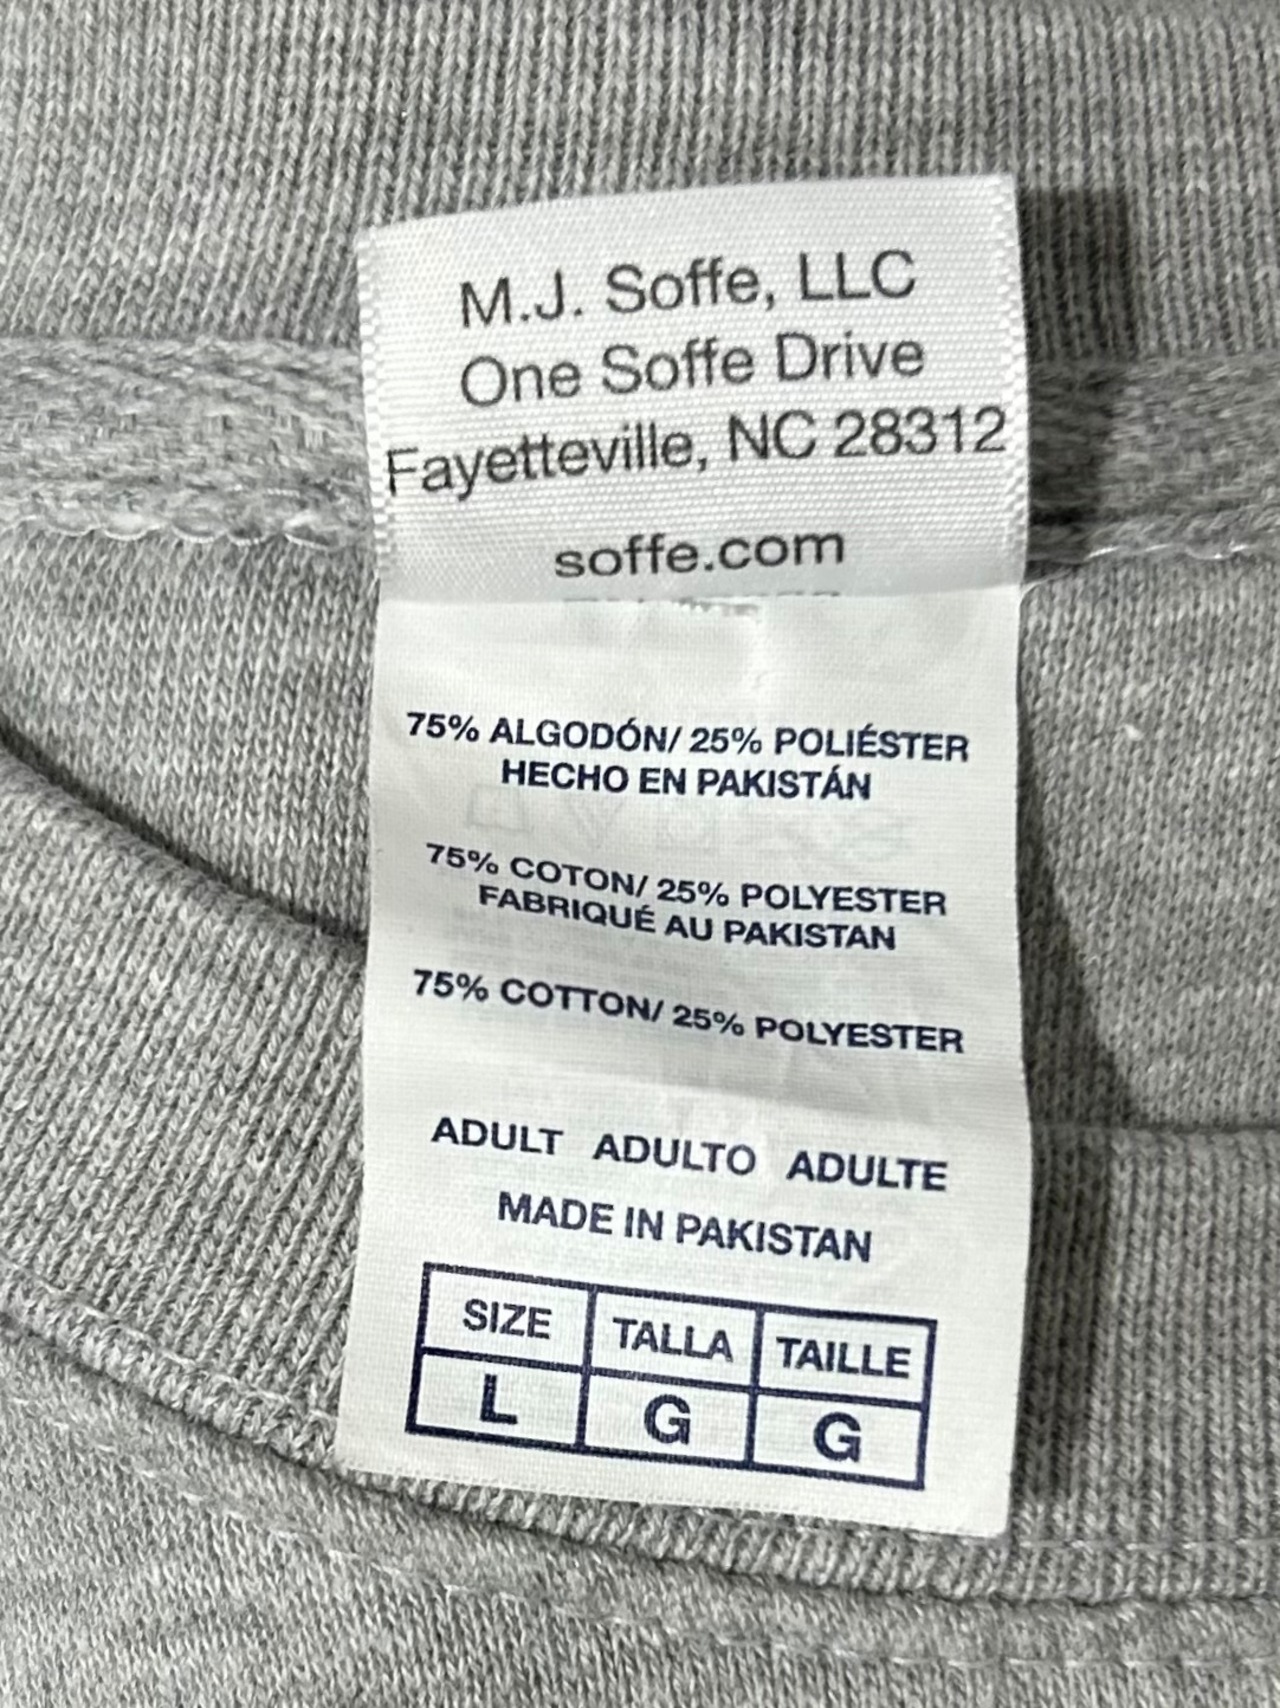 M.J. Soffe, LLC
One Soffe Drive
Fayetteville, NC 28312
soffe.com
75% ALGODÓN/ 25% POLIÉSTER
HECHO EN PAKISTÁN
75% COTON/ 25% POLYESTER
FABRIQUÉ AU PAKISTAN
75% COTTON/ 25% POLYESTER
ADULT ADULTO ADULTE
MADE IN PAKISTAN
SIZE TALLA TAILLE
L G G